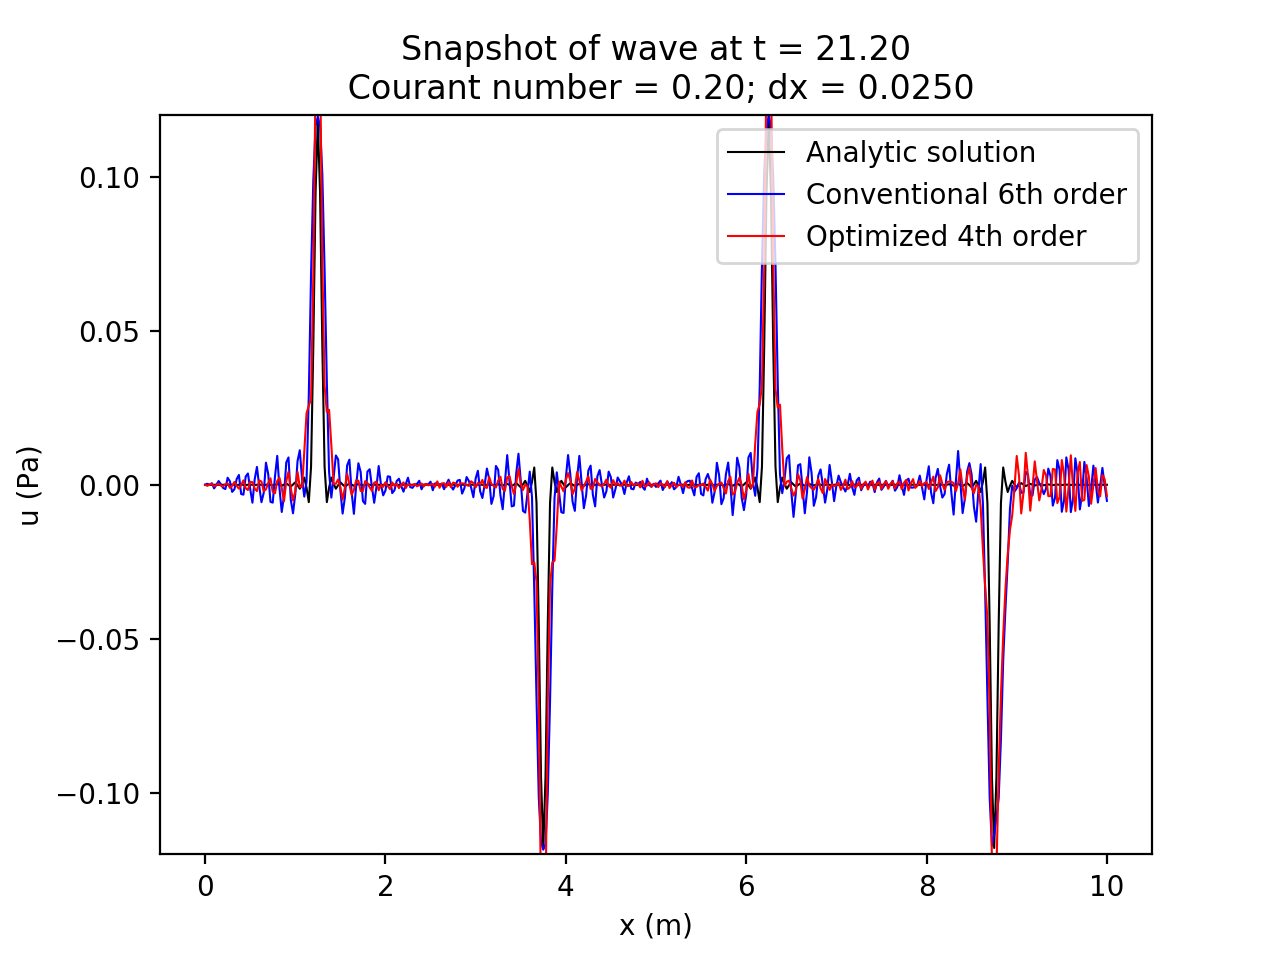 Snapshot of wave at t = 21.20
Courant number = 0.20; dx = 0.0250
Analytic solution
Conventional 6th order
Optimized 4th order
0.10
0.05
0.00
−0.05
−0.10
u (Pa)
0 2 4 6 8 10
x (m)